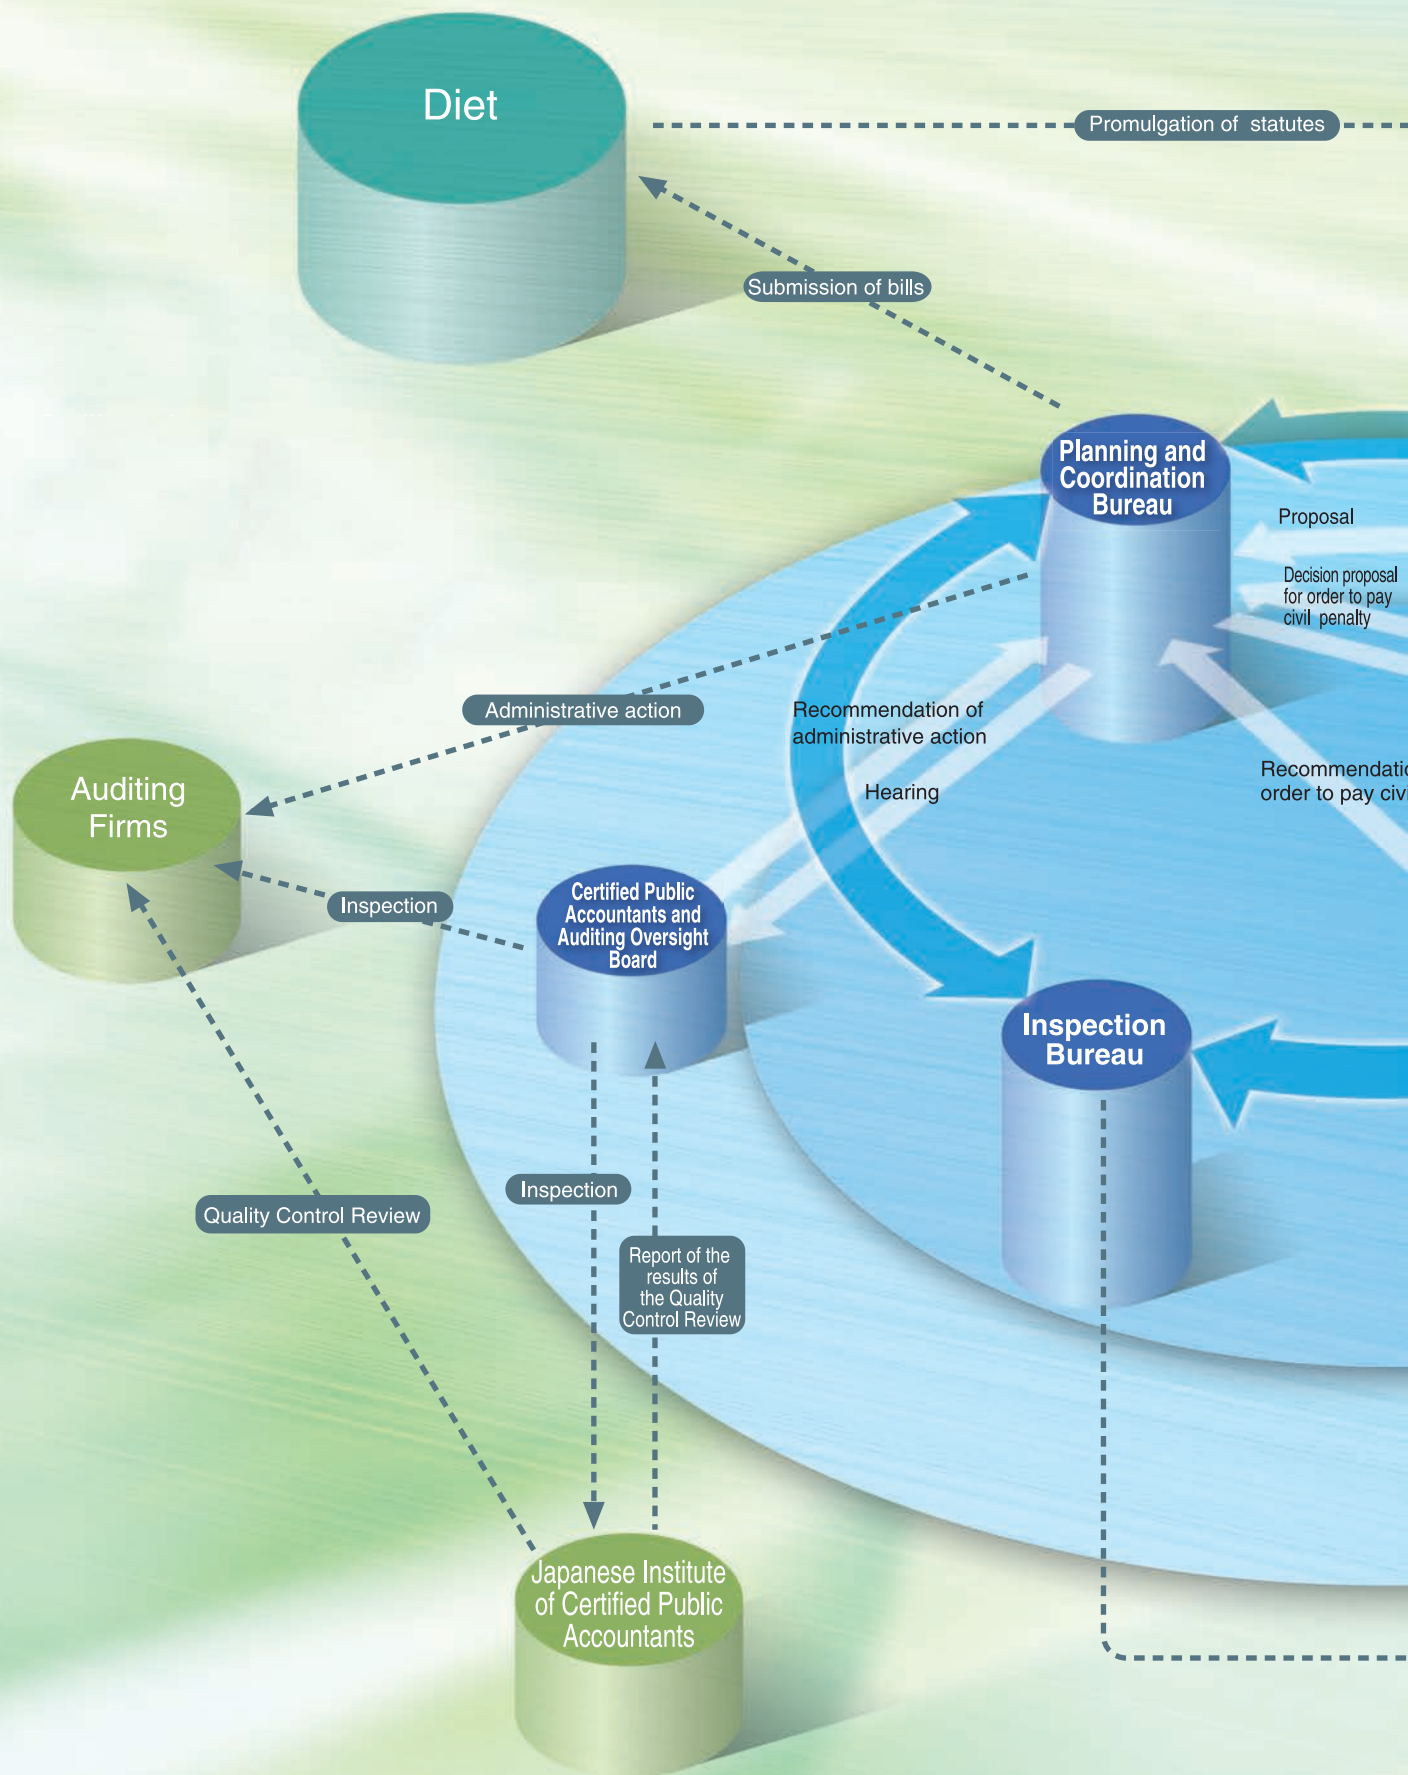 Diet
Promulgation of statutes
Submission of bills
Planning and
Coordination
Bureau
Proposal
Decision proposal
for order to pay
civil penalty
Administrative action
Recommendation of
administrative action
Hearing
order to pay
Auditing
Firms
Inspection
Certified Public
Accountants and
Auditing Oversight
Board
Inspection
Bureau
Inspection
Quality Control Review
Report of the
results of
the Quality
Control Review
Japanese Institute
of Certified Public
Accountants